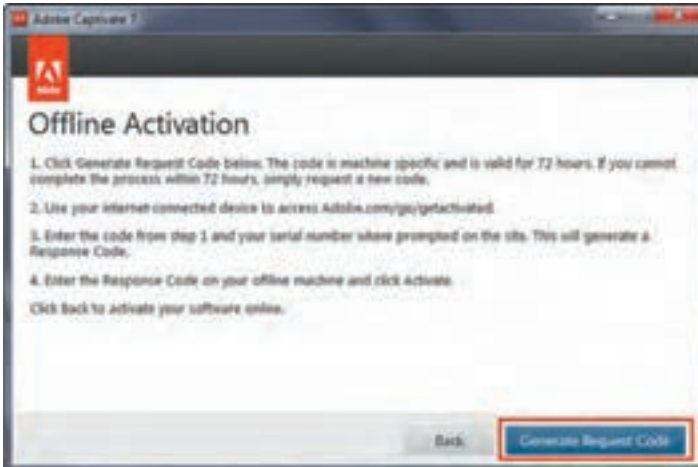 Adobe Captivate 7
Adobe
Offline Activation
1. Click Generate Request Code below. The code is machine specific and is valid for 72 hours. If you cannot
complete the process within 72 hours, simply request a new code.
2. Use your internet-connected device to access Adobe.com/go/getactivated.
3. Enter the code from step 1 and your serial number where prompted on the site. This will generate a
Response Code.
4. Enter the Response Code on your offline machine and click Activate.
Click Back to activate your software online.
Back
Generate Request Code